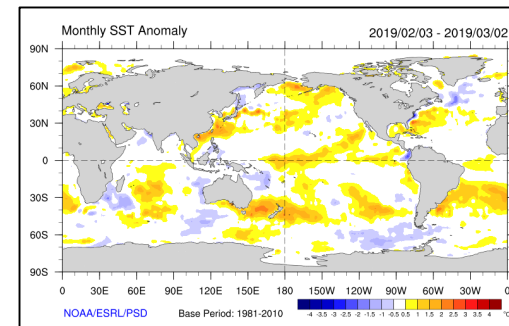 Monthly SST Anomaly 2019/02/03 - 2019/03/02
90N
60N
30N
0
30S
60S
90S
0 30E 60E 90E 120E 150E 180 150W 120W 90W 60W 30W 0
NOAA/ESRL/PSD Base Period: 1981-2010
-4 -3.5 -3 -2.5 -2 -1.5 -1 -0.5 0.5 1 1.5 2 2.5 3 3.5 4 °C